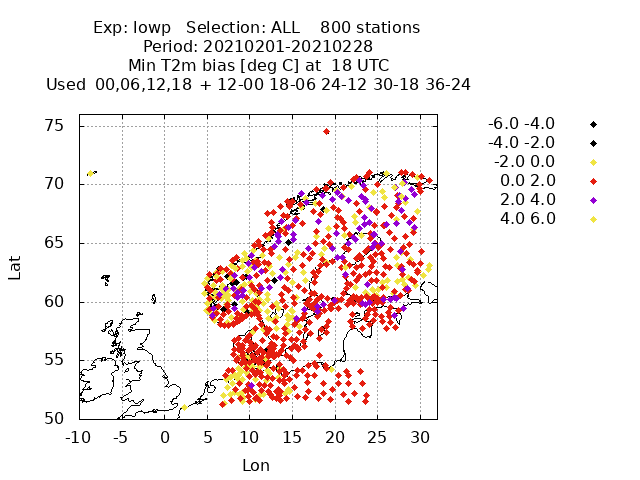 Exp: lowp   Selection: ALL    800 stations
Period: 20210201-20210228
Min T2m bias [deg C] at  18 UTC
Used  00,06,12,18  + 12-00 18-06 24-12 30-18 36-24
-6.0 -4.0
-4.0 -2.0
-2.0 0.0
0.0 2.0
2.0 4.0
4.0 6.0
75
70
65
60
55
50
Lat
-10 -5 0 5 10 15 20 25 30
Lon